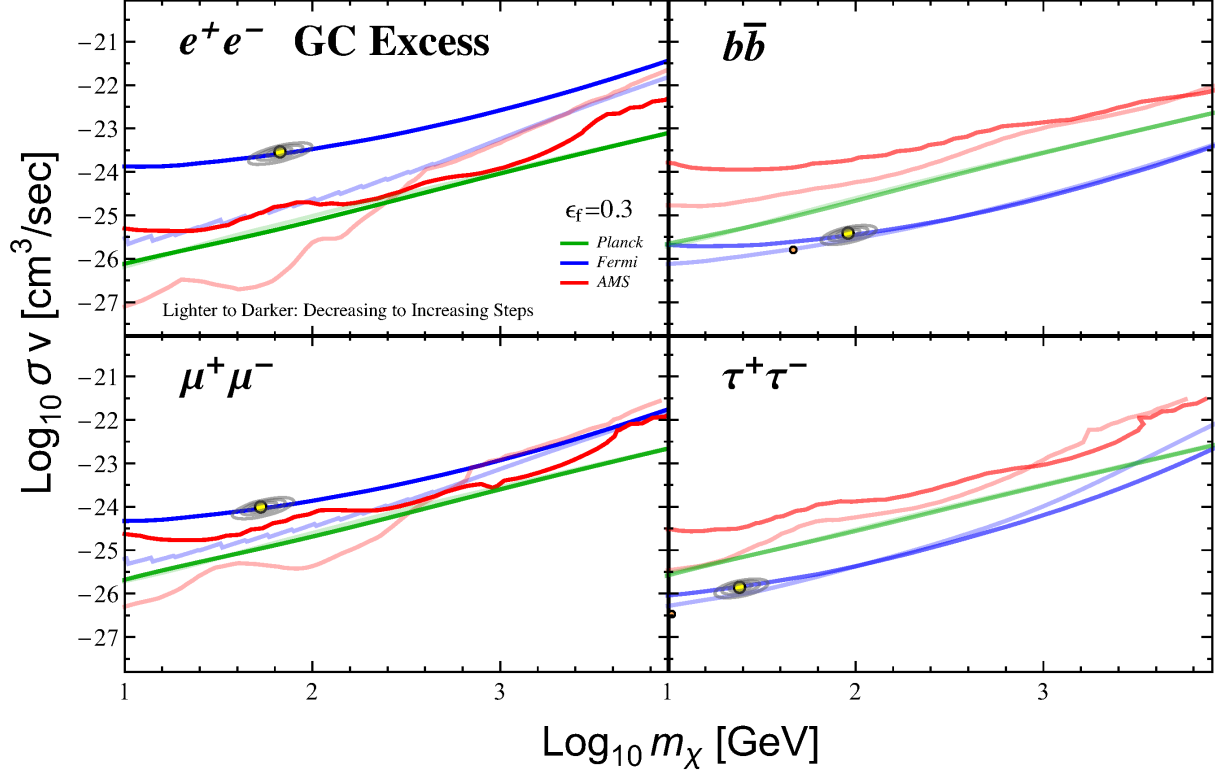 e⁺e⁻ GC Excess
bb̄
−21
−22
−23
−24
−25
−26
−27
ϵf=0.3
Planck
Fermi
AMS
Lighter to Darker: Decreasing to Increasing Steps
μ⁺μ⁻
τ⁺τ⁻
−21
−22
−23
−24
−25
−26
−27
1
2
3
1
2
3
Log₁₀ σv [cm³/sec]
Log₁₀ mχ [GeV]